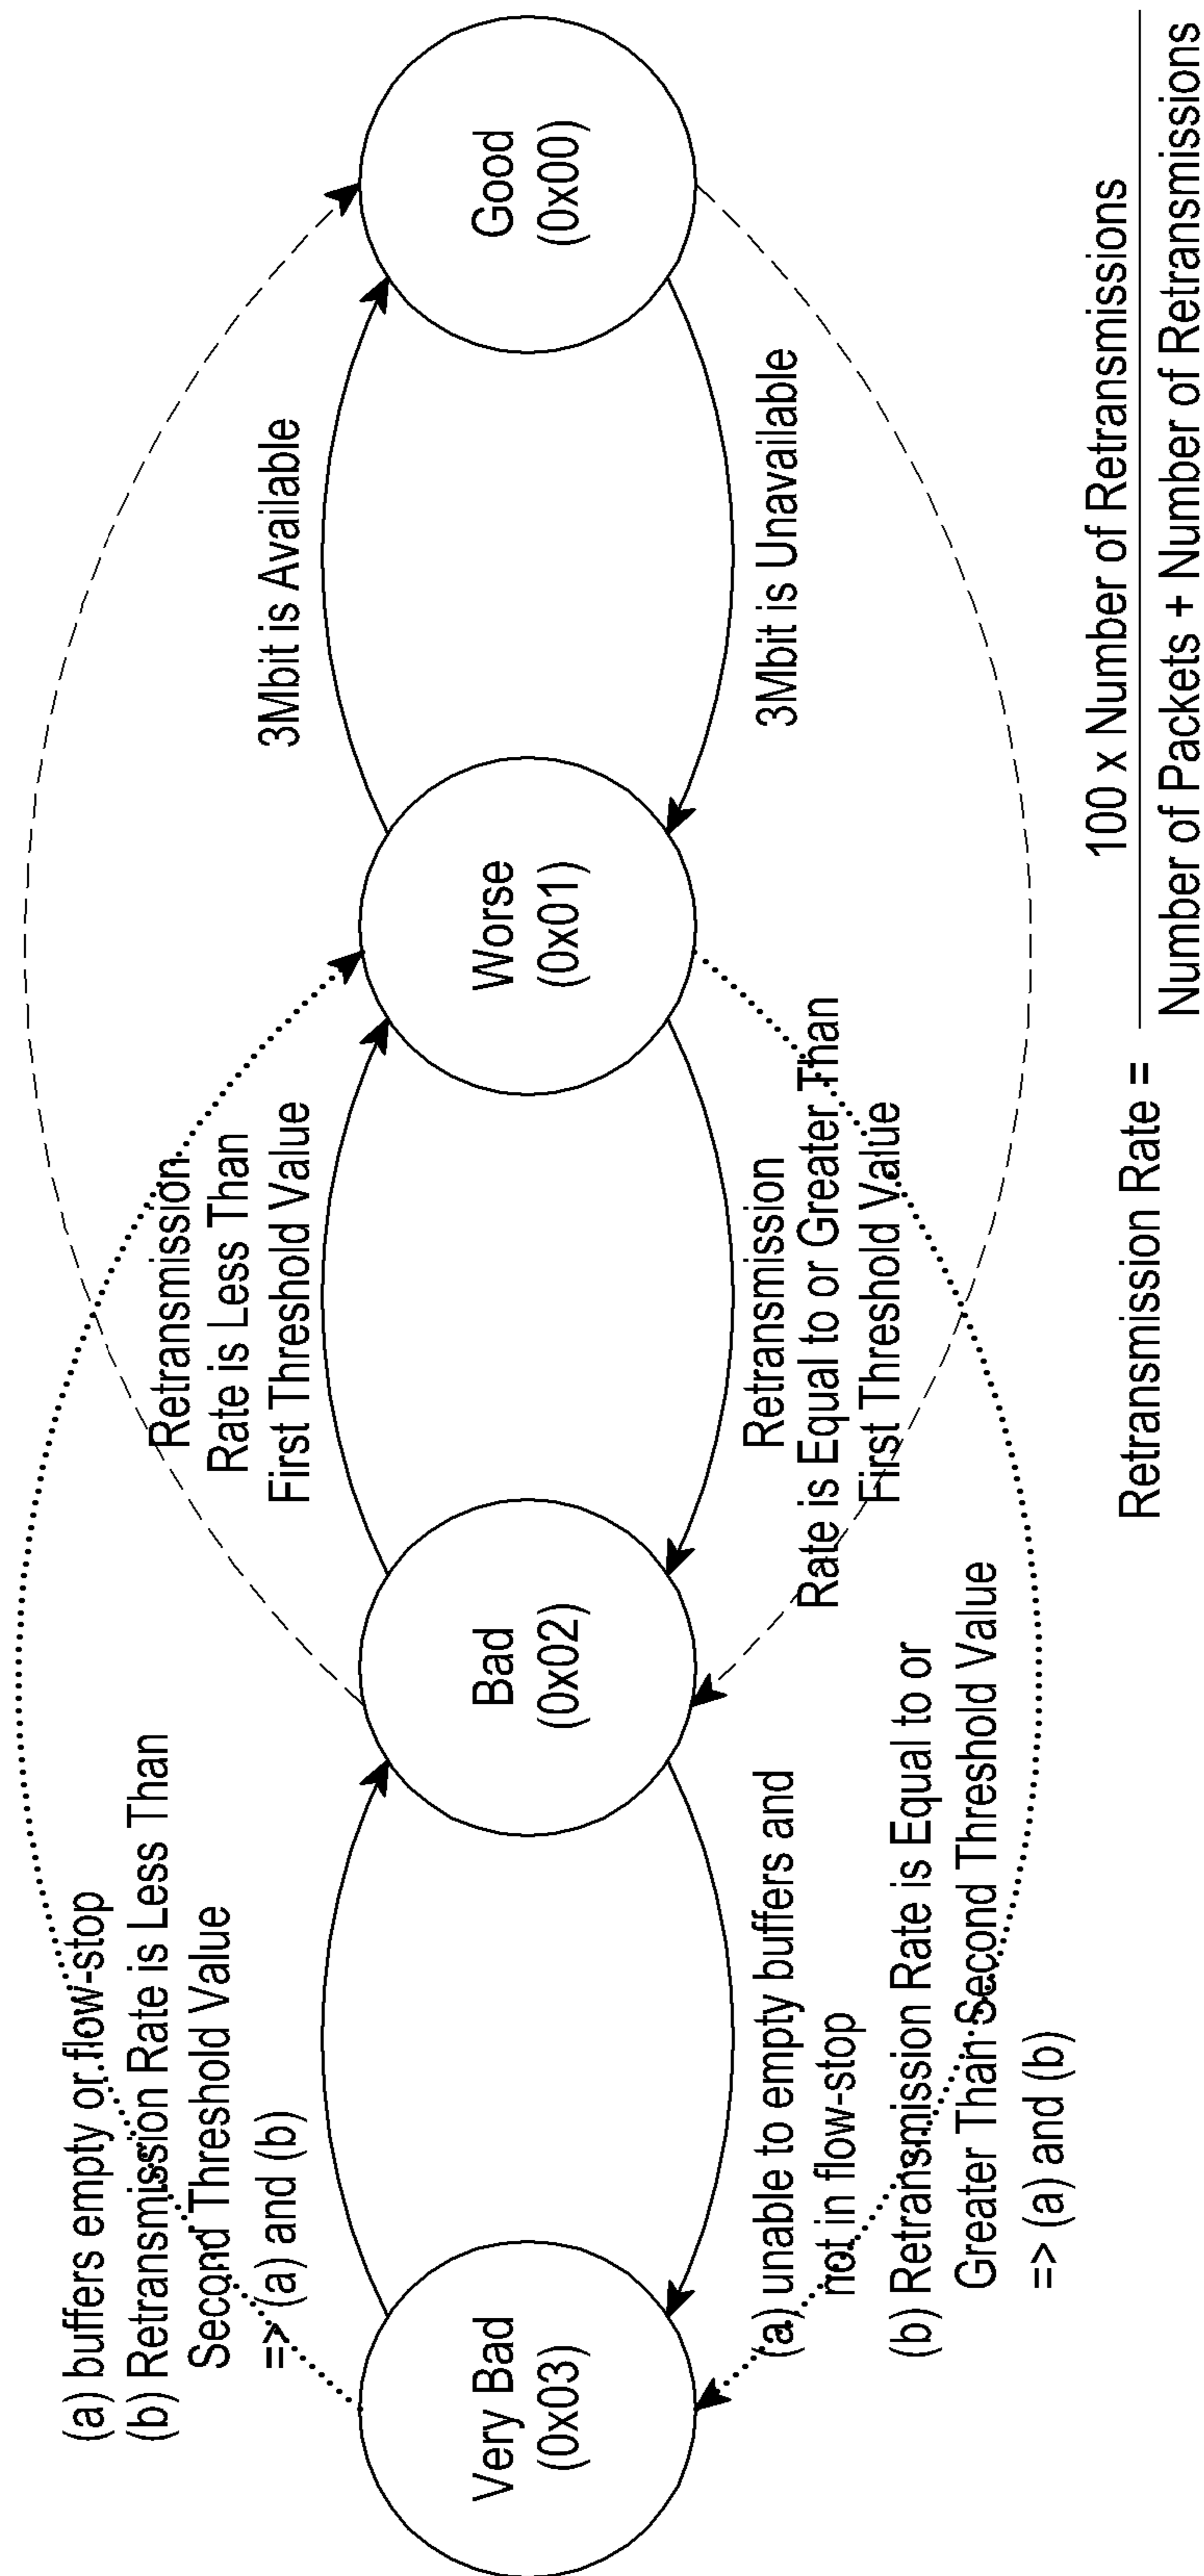 (a) buffers empty or flow-stop
(b) Retransmission Rate is Less Than
Second Threshold Value
=> (a) and (b)
Retransmission
Rate is Less Than
First Threshold Value
3Mbit is Available
Very Bad
(0x03)
Bad
(0x02)
Worse
(0x01)
Good
(0x00)
(a) unable to empty buffers and
not in flow-stop
(b) Retransmission Rate is Equal to or
Greater Than Second Threshold Value
=> (a) and (b)
Retransmission
Rate is Equal to or Greater Than
First Threshold Value
3Mbit is Unavailable
Retransmission Rate =
100 x Number of Retransmissions
Number of Packets + Number of Retransmissions